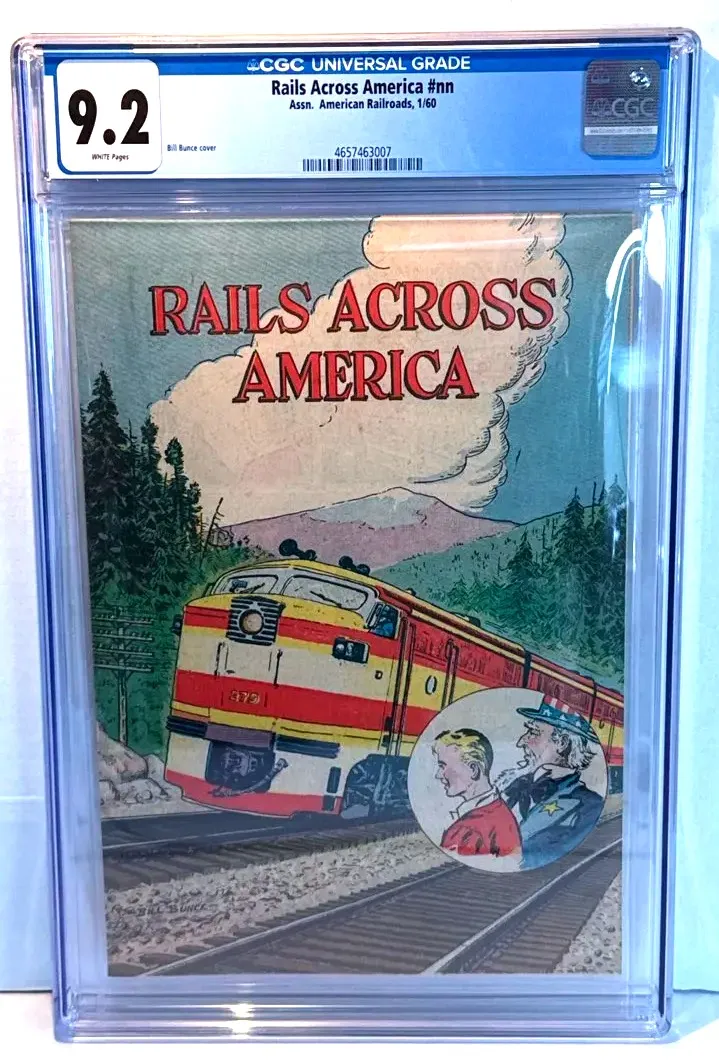 CGC UNIVERSAL GRADE
9.2
WHITE Pages
Rails Across America #nn
Assn. American Railroads, 1/60
Bill Bunce cover
4657463007
CGC
RAILS ACROSS
AMERICA
BILL BUNCE